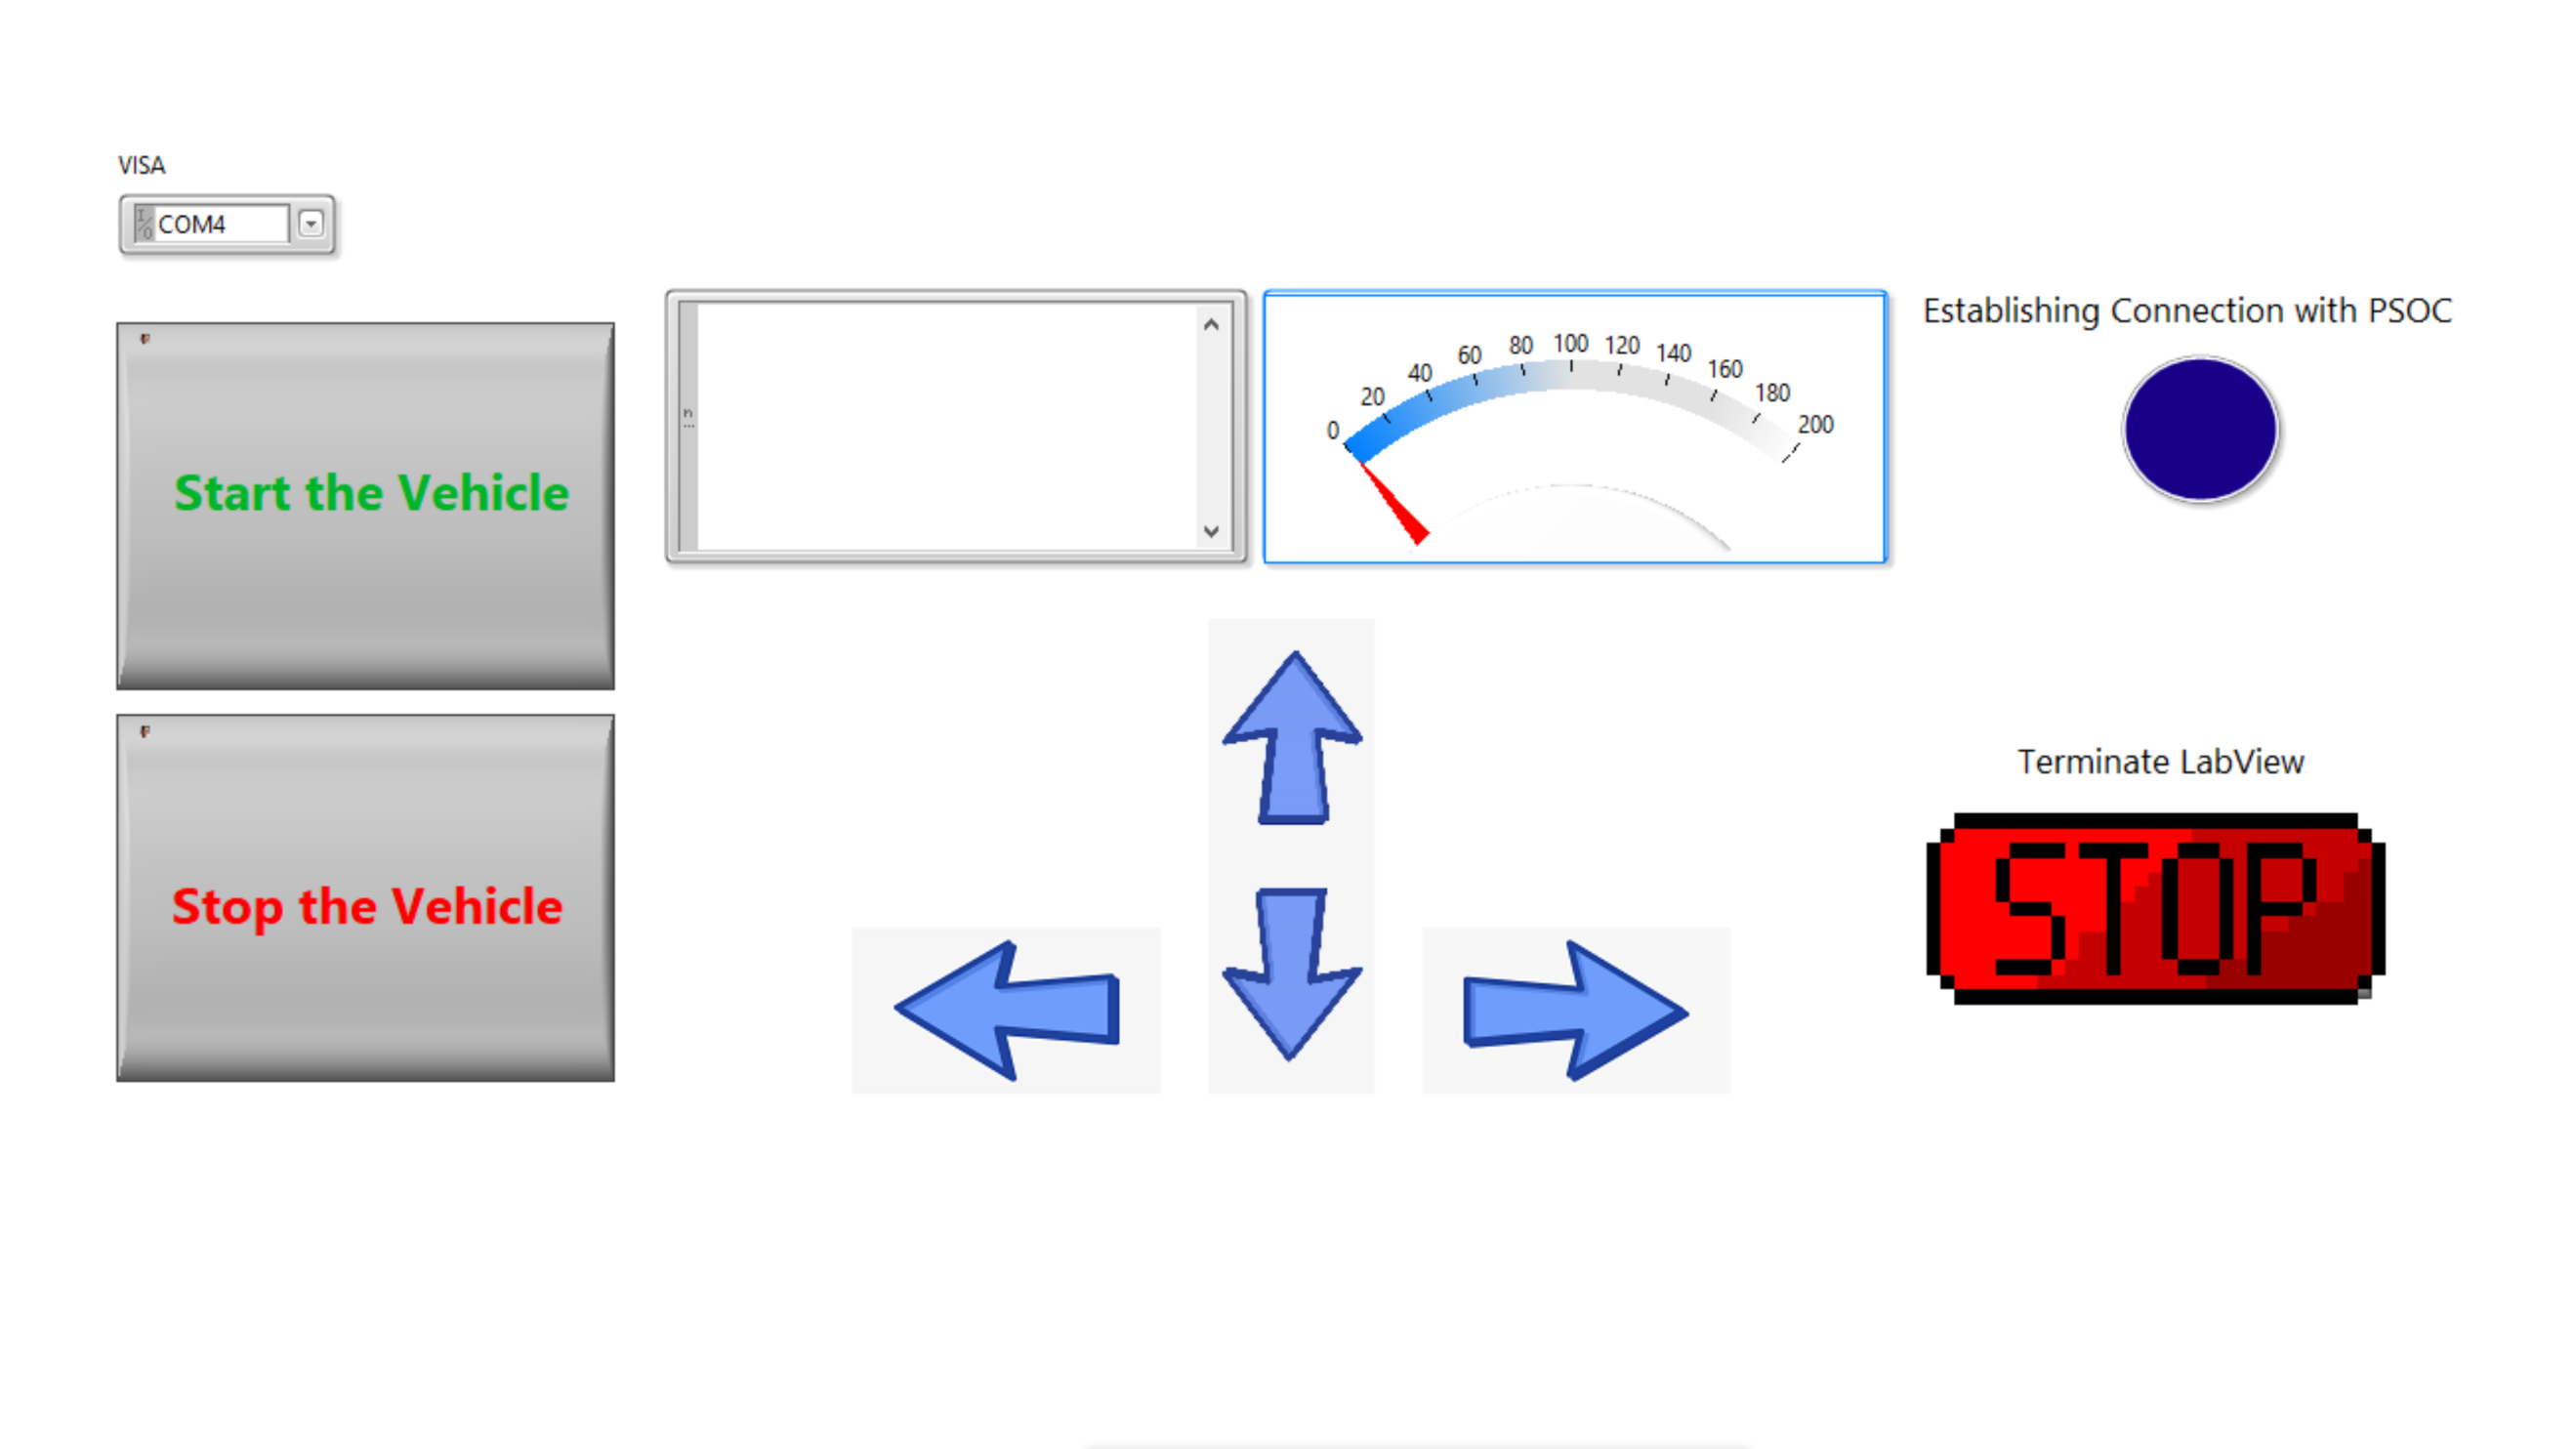 VISA
COM4
Start the Vehicle
Stop the Vehicle
0 20 40 60 80 100 120 140 160 180 200
Establishing Connection with PSOC
Terminate LabView
STOP